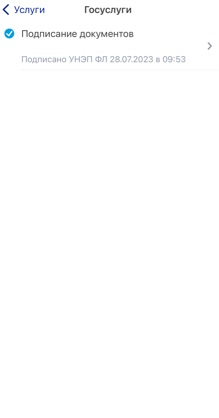 Услуги
Госуслуги
Подписание документов
Подписано УНЭП ФЛ 28.07.2023 в 09:53